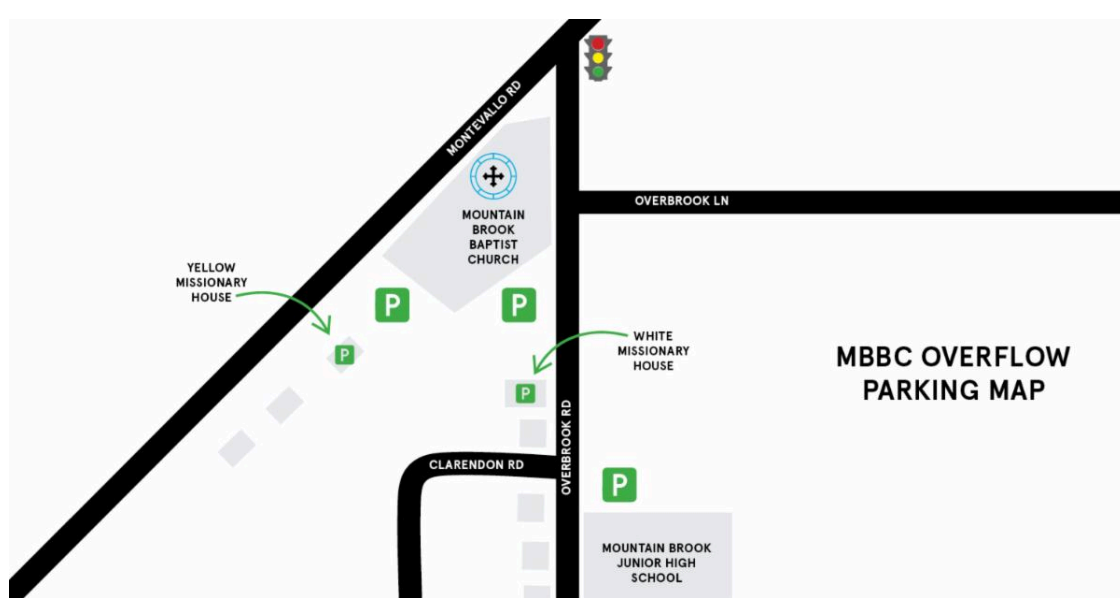 MONTEVALLO RD
OVERBROOK LN
MOUNTAIN
BROOK
BAPTIST
CHURCH
YELLOW
MISSIONARY
HOUSE
P
P
P
WHITE
MISSIONARY
HOUSE
MBBC OVERFLOW
PARKING MAP
P
OVERBROOK RD
CLARENDON RD
P
MOUNTAIN BROOK
JUNIOR HIGH
SCHOOL